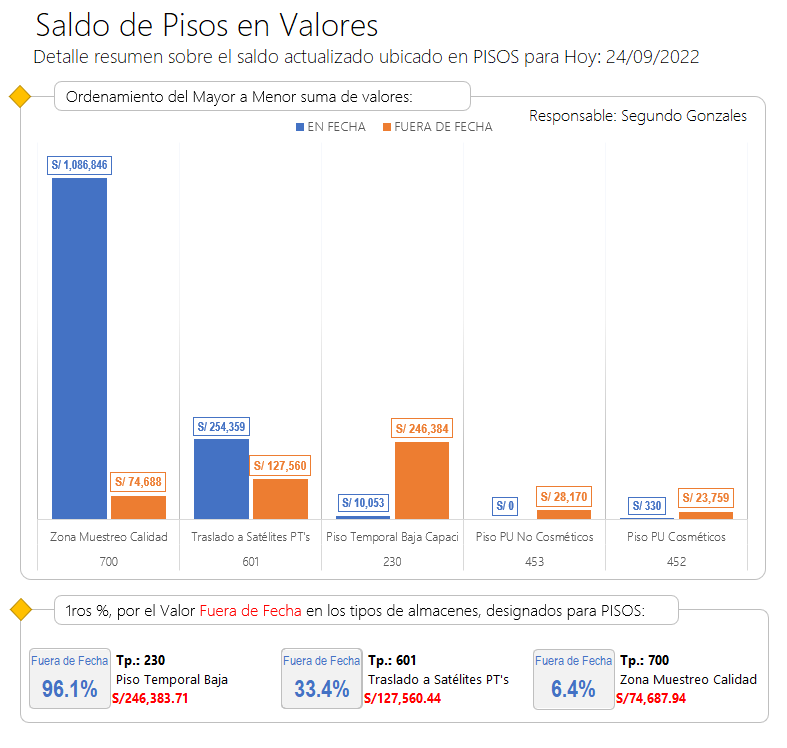 Saldo de Pisos en Valores
Detalle resumen sobre el saldo actualizado ubicado en PISOS para Hoy: 24/09/2022
Ordenamiento del Mayor a Menor suma de valores:
Responsable: Segundo Gonzales
EN FECHA
FUERA DE FECHA
S/ 1,086,846
S/ 74,688
S/ 254,359
S/ 127,560
S/ 10,053
S/ 246,384
S/ 0
S/ 28,170
S/ 330
S/ 23,759
Zona Muestreo Calidad
Traslado a Satélites PT's
Piso Temporal Baja Capaci
Piso PU No Cosméticos
Piso PU Cosméticos
700
601
230
453
452
1ros %, por el Valor Fuera de Fecha en los tipos de almacenes, designados para PISOS:
Fuera de Fecha
96.1%
Tp.: 230
Piso Temporal Baja
S/246,383.71
Fuera de Fecha
33.4%
Tp.: 601
Traslado a Satélites PT's
S/127,560.44
Fuera de Fecha
6.4%
Tp.: 700
Zona Muestreo Calidad
S/74,687.94